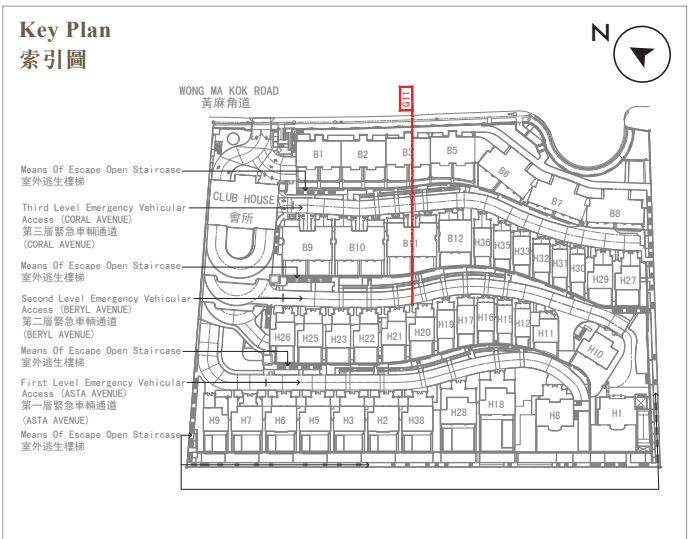 Key Plan
索引圖
N
WONG MA KOK ROAD
黃麻角道
G11
Means Of Escape Open Staircase
室外逃生樓梯
Third Level Emergency Vehicular
Access (CORAL AVENUE)
第三層緊急車輛通道
(CORAL AVENUE)
Means Of Escape Open Staircase
室外逃生樓梯
Second Level Emergency Vehicular
Access (BERYL AVENUE)
第二層緊急車輛通道
(BERYL AVENUE)
Means Of Escape Open Staircase
室外逃生樓梯
First Level Emergency Vehicular
Access (ASTA AVENUE)
第一層緊急車輛通道
(ASTA AVENUE)
Means Of Escape Open Staircase
室外逃生樓梯
CLUB HOUSE
會所
B1 B2 B3 B5 B6 B7 B8
B9 B10 B11 B12 H36 H35 H33 H32 H31 H30 H29 H27
H26 H25 H23 H22 H21 H20 H19 H17 H16 H15 H12 H11 H10
H9 H7 H6 H5 H3 H2 H38 H28 H18 H8 H1